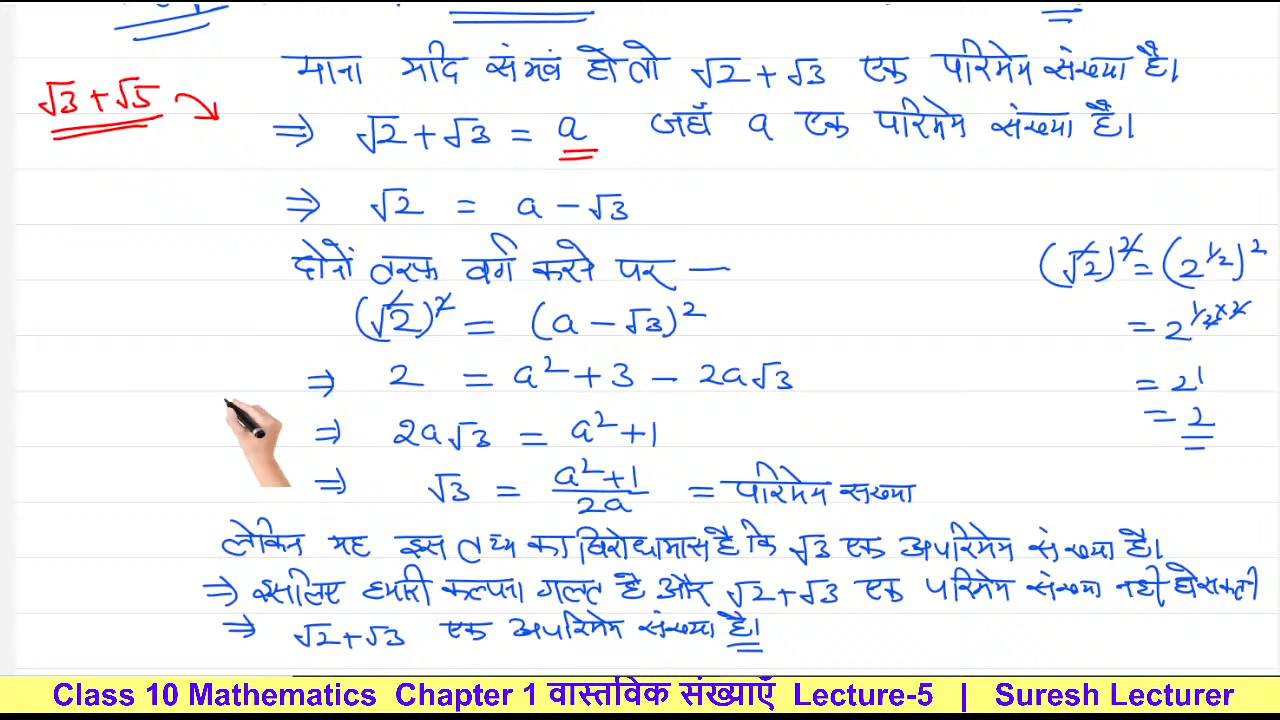 माना यदि संभव हो तो √2 + √3 एक परिमेय संख्या है।
√3 + √5
⇒ √2 + √3 = a जहाँ a एक परिमेय संख्या है।
⇒ √2 = a − √3
दोनों तरफ वर्ग करने पर —
(√2)² = (a − √3)²
(√2)² = (2^1/2)²
= 2^1/2×2
⇒ 2 = a² + 3 − 2a√3
= 2¹
⇒ 2a√3 = a² + 1
= 2
⇒ √3 = (a² + 1)/2a = परिमेय संख्या
लेकिन यह इस तथ्य का विरोधाभास है कि √3 एक अपरिमेय संख्या है।
⇒ इसलिए हमारी कल्पना गलत है और √2 + √3 एक परिमेय संख्या नहीं हो सकती
⇒ √2 + √3 एक अपरिमेय संख्या है।
Class 10 Mathematics Chapter 1 वास्तविक संख्याएँ Lecture-5 | Suresh Lecturer